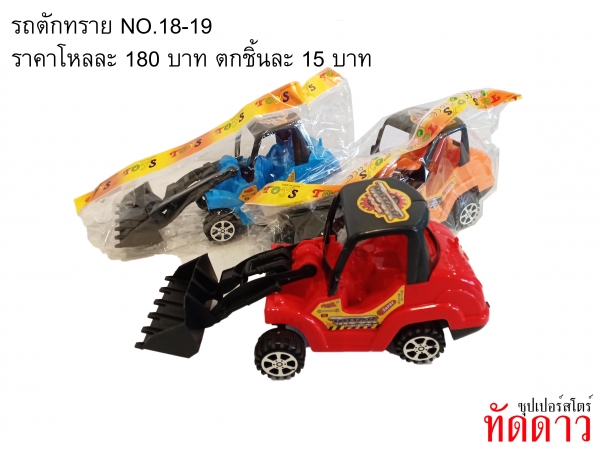 รถตักทราย NO.18-19
ราคาโหลละ 180 บาท ตกชิ้นละ 15 บาท
TOYS
TOYS
ซุปเปอร์สโตร์
ทัดดาว